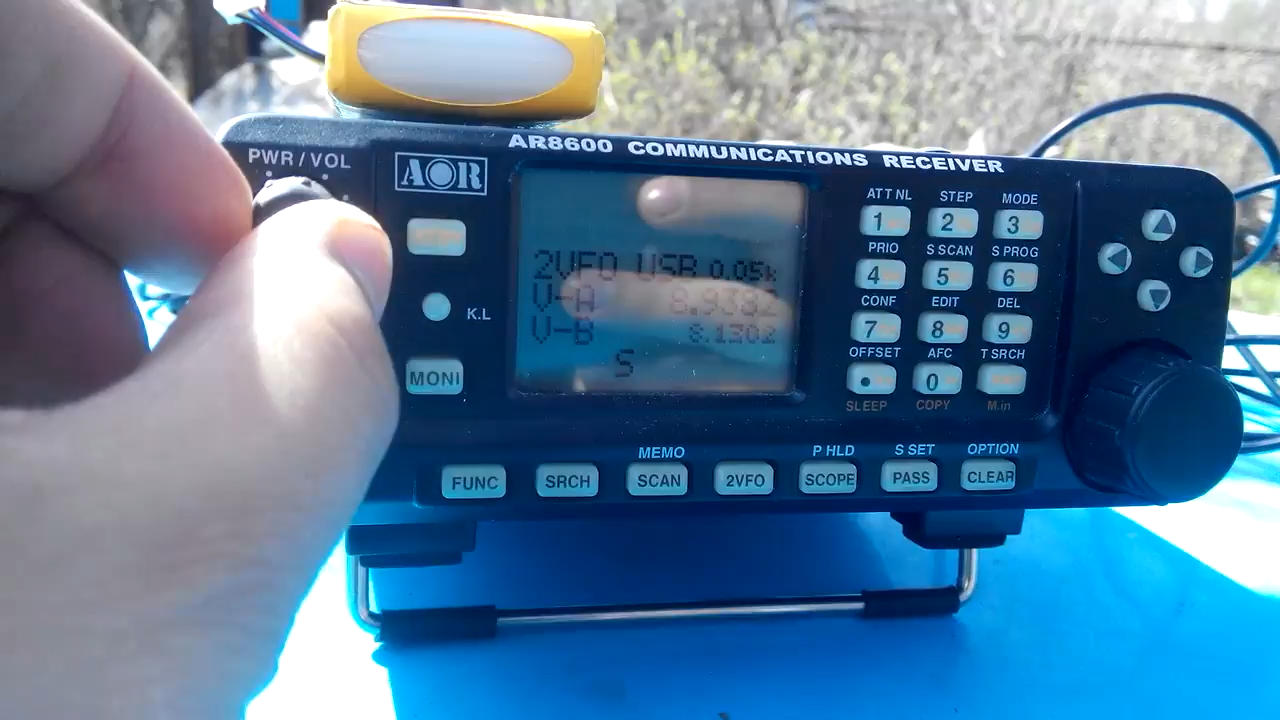 AR8600 COMMUNICATIONS RECEIVER
PWR / VOL
AOR
2VFO USB 0.05k
V-A 8.9382
V-B 8.1302
S
K.L
MONI
ATT NL STEP MODE
1 2 3
PRIO S SCAN S PROG
4 5 6
CONF EDIT DEL
7 8 9
OFFSET AFC T SRCH
• 0
SLEEP COPY M.in
MEMO P HLD S SET OPTION
FUNC SRCH SCAN 2VFO SCOPE PASS CLEAR